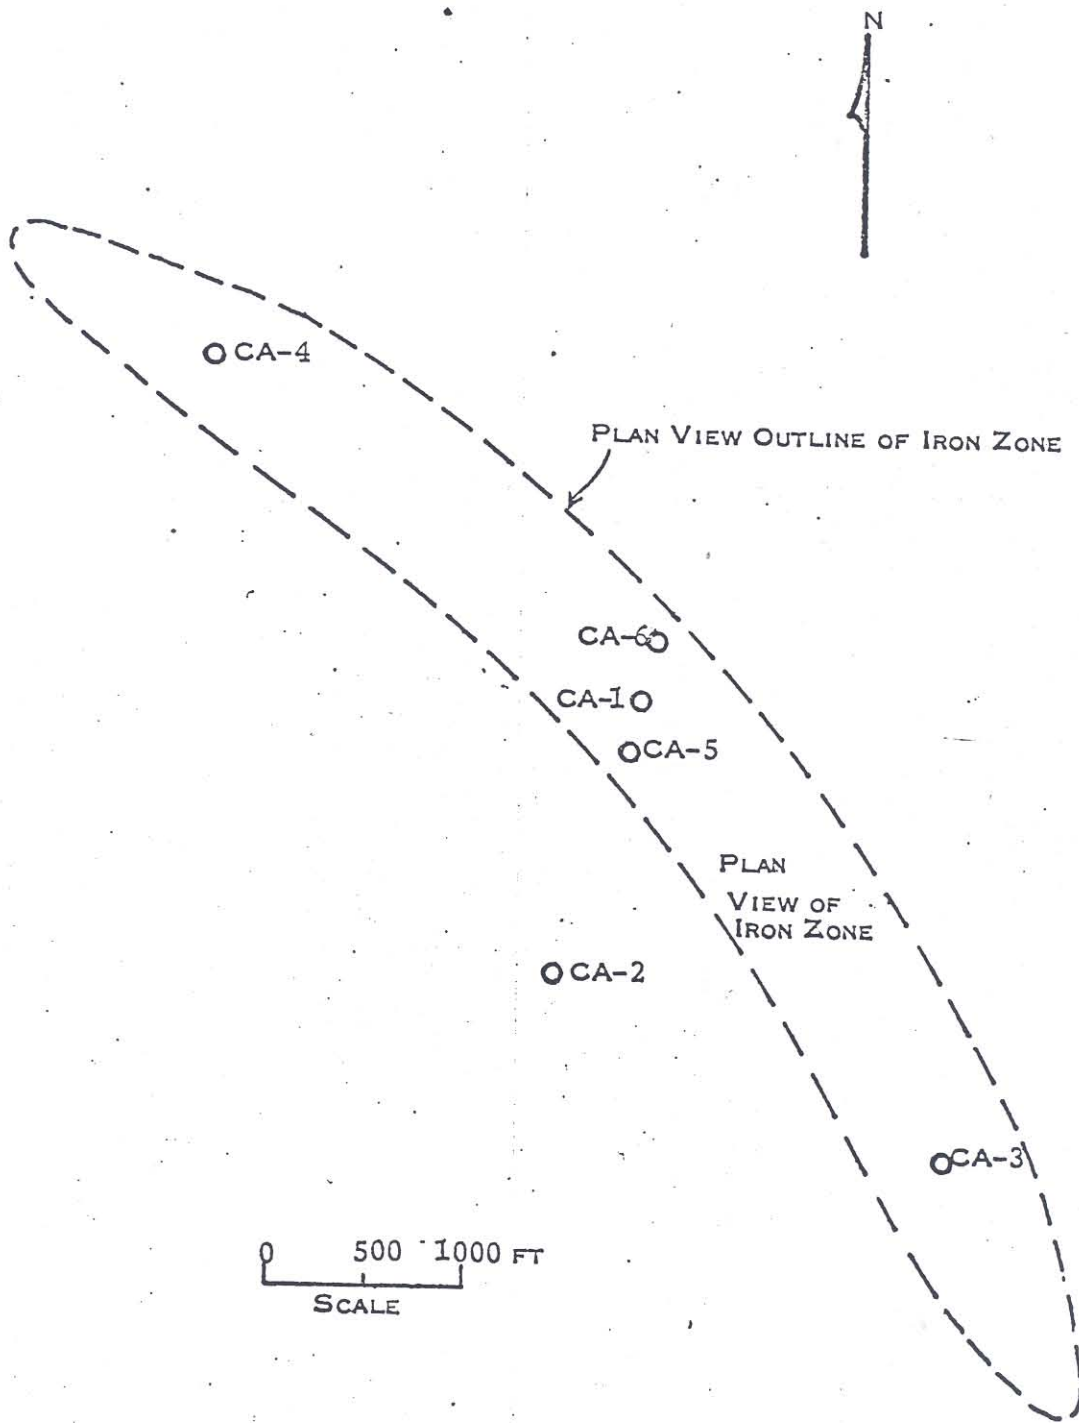 N
CA-4
PLAN VIEW OUTLINE OF IRON ZONE
CA-6
CA-1
CA-5
PLAN
VIEW OF
IRON ZONE
CA-2
CA-3
0 500 1000 FT
SCALE